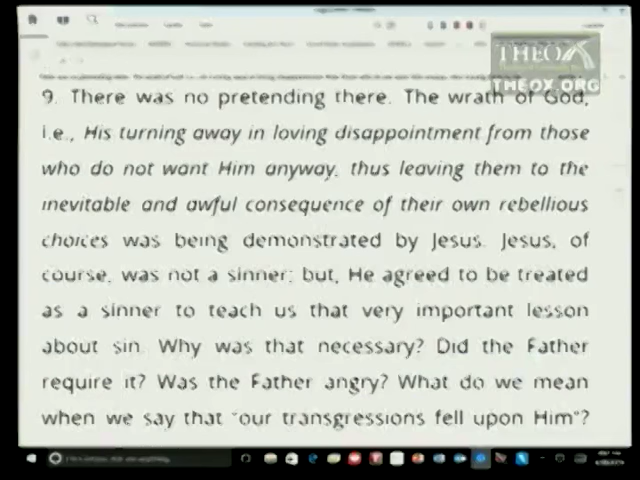 THEOX
THEOX.ORG
9. There was no pretending there. The wrath of God,
i.e., His turning away in loving disappointment from those
who do not want Him anyway, thus leaving them to the
inevitable and awful consequence of their own rebellious
choices was being demonstrated by Jesus. Jesus, of
course, was not a sinner; but, He agreed to be treated
as a sinner to teach us that very important lesson
about sin. Why was that necessary? Did the Father
require it? Was the Father angry? What do we mean
when we say that "our transgressions fell upon Him"?